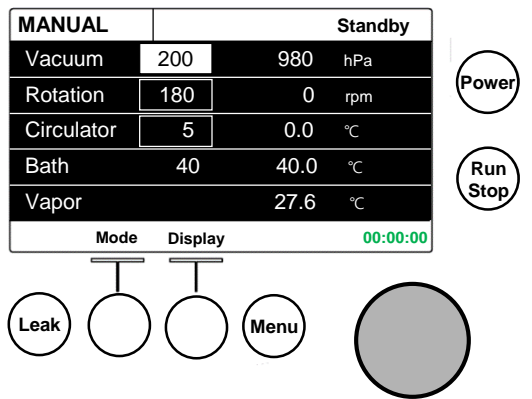 MANUAL Standby
Vacuum 200 980 hPa
Rotation 180 0 rpm
Circulator 5 0.0 ℃
Bath 40 40.0 ℃
Vapor 27.6 ℃
Mode Display 00:00:00
Power
Run
Stop
Leak
Menu